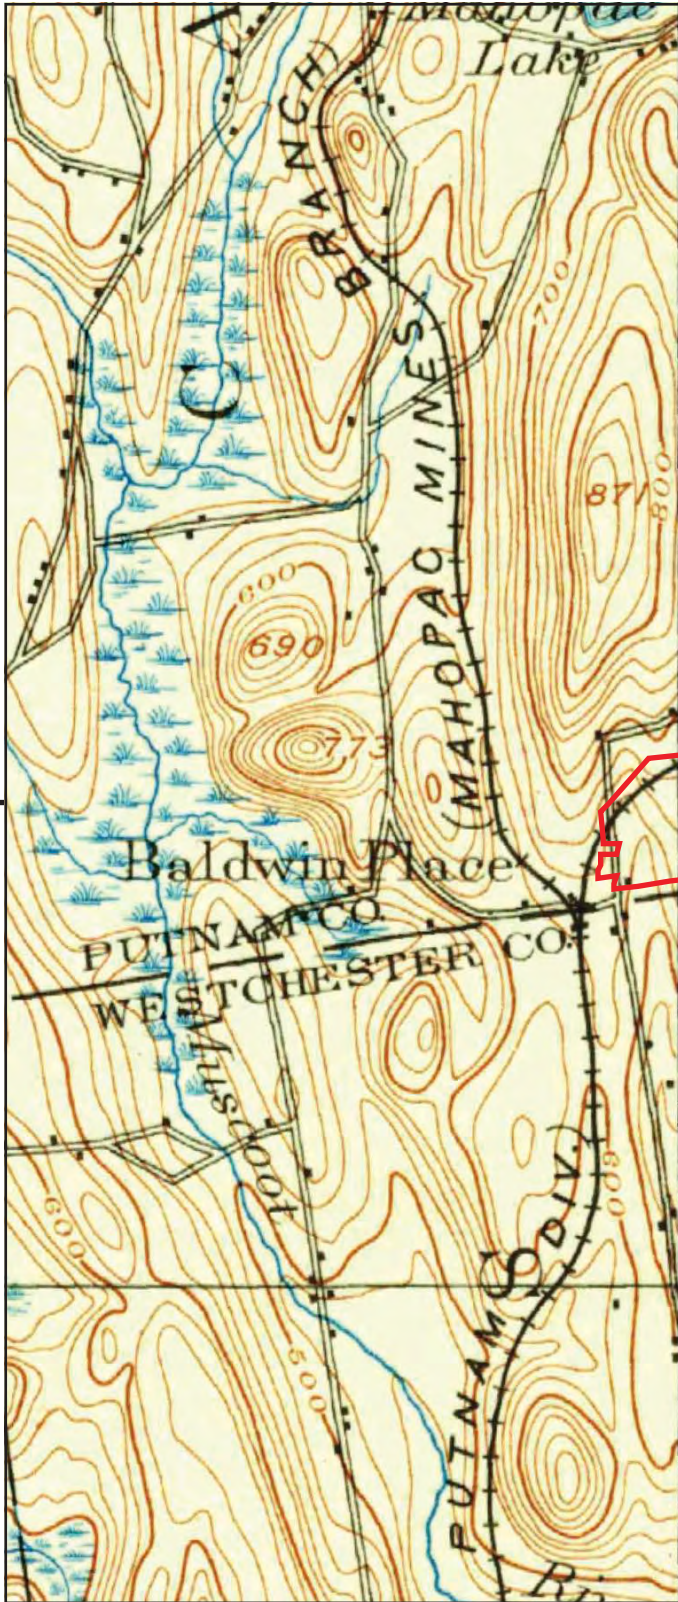 Mahopac
Lake
A
BRANCH)
C
700
(MAHOPAC MINES
871
800
600
690
773
Baldwin Place
PUTNAM CO.
WESTCHESTER CO.
Muscoot
600
600
S
PUTNAM DIV.)
500